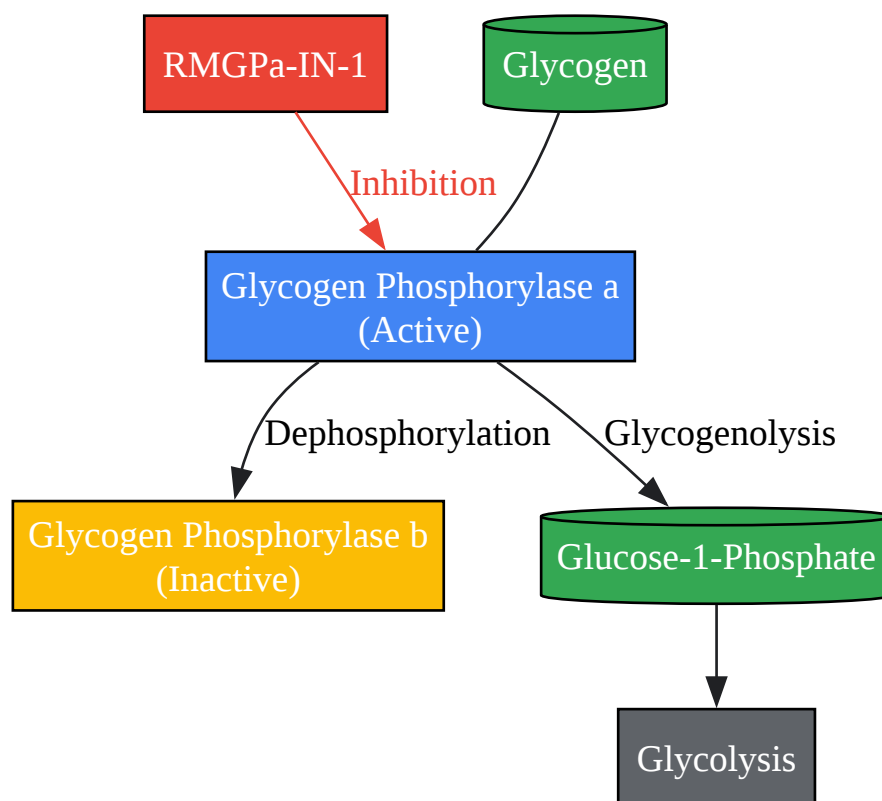 RMGPa-IN-1
Glycogen
Inhibition
Glycogen Phosphorylase a
(Active)
Dephosphorylation
Glycogenolysis
Glycogen Phosphorylase b
(Inactive)
Glucose-1-Phosphate
Glycolysis